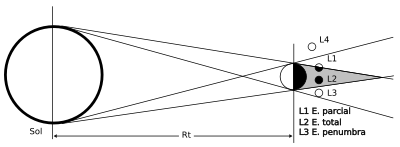 L4
L1
L2
L3
L1 E. parcial
L2 E. total
L3 E. penumbra
Sol
Rt